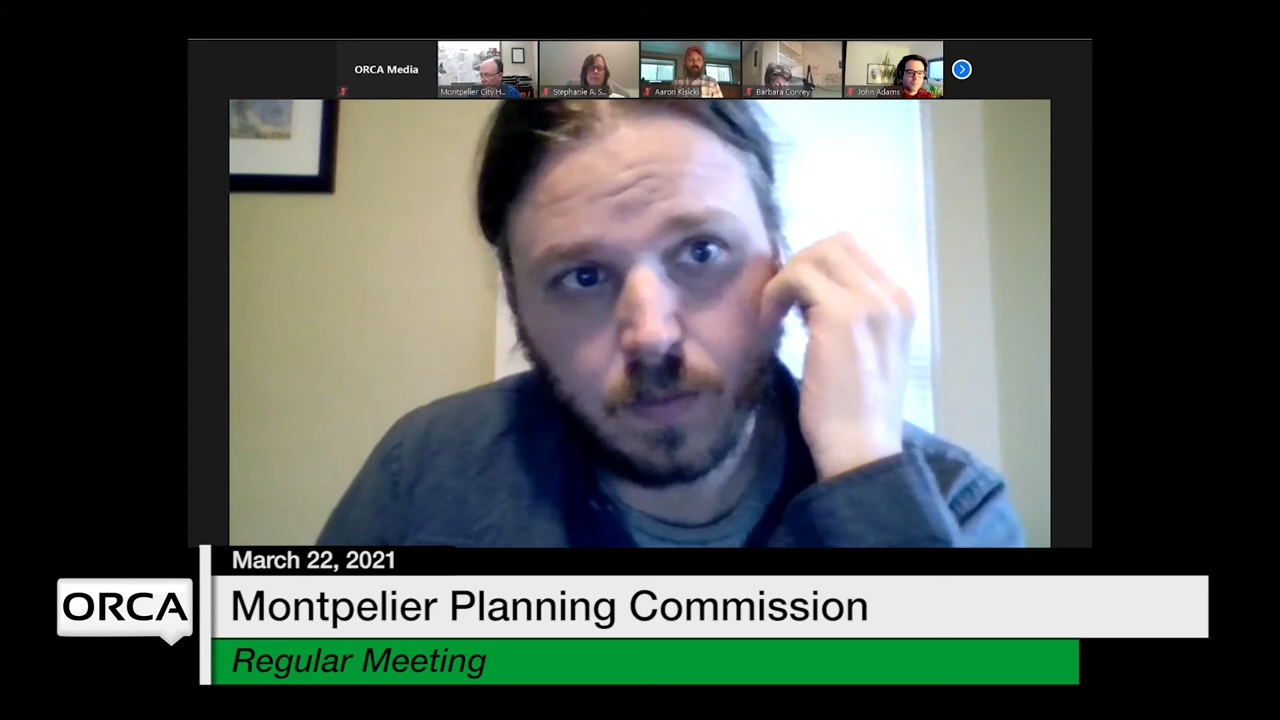 ORCA Media
Montpelier City H...
Stephanie A. S...
Aaron Kisicki
Barbara Conrey
John Adams
March 22, 2021
ORCA
Montpelier Planning Commission
Regular Meeting